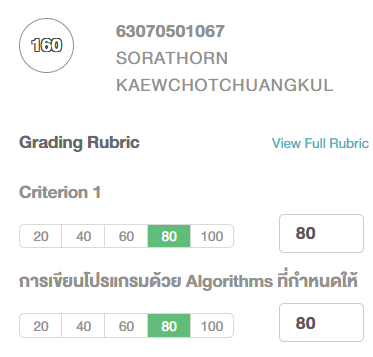 160
63070501067
SORATHORN
KAEWCHOTCHUANGKUL
Grading Rubric View Full Rubric
Criterion 1
20 40 60 80 100 80
การเขียนโปรแกรมด้วย Algorithms ที่กำหนดให้
20 40 60 80 100 80